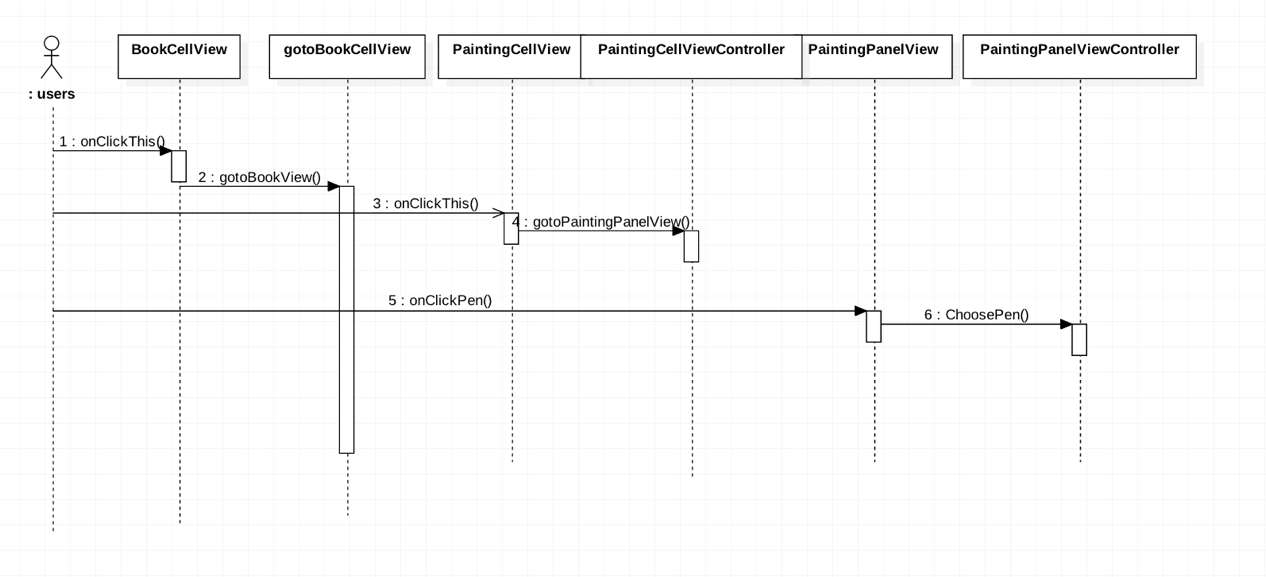 BookCellView
gotoBookCellView
PaintingCellView
PaintingCellViewController
PaintingPanelView
PaintingPanelViewController
: users
1 : onClickThis()
2 : gotoBookView()
3 : onClickThis()
4 : gotoPaintingPanelView()
5 : onClickPen()
6 : ChoosePen()